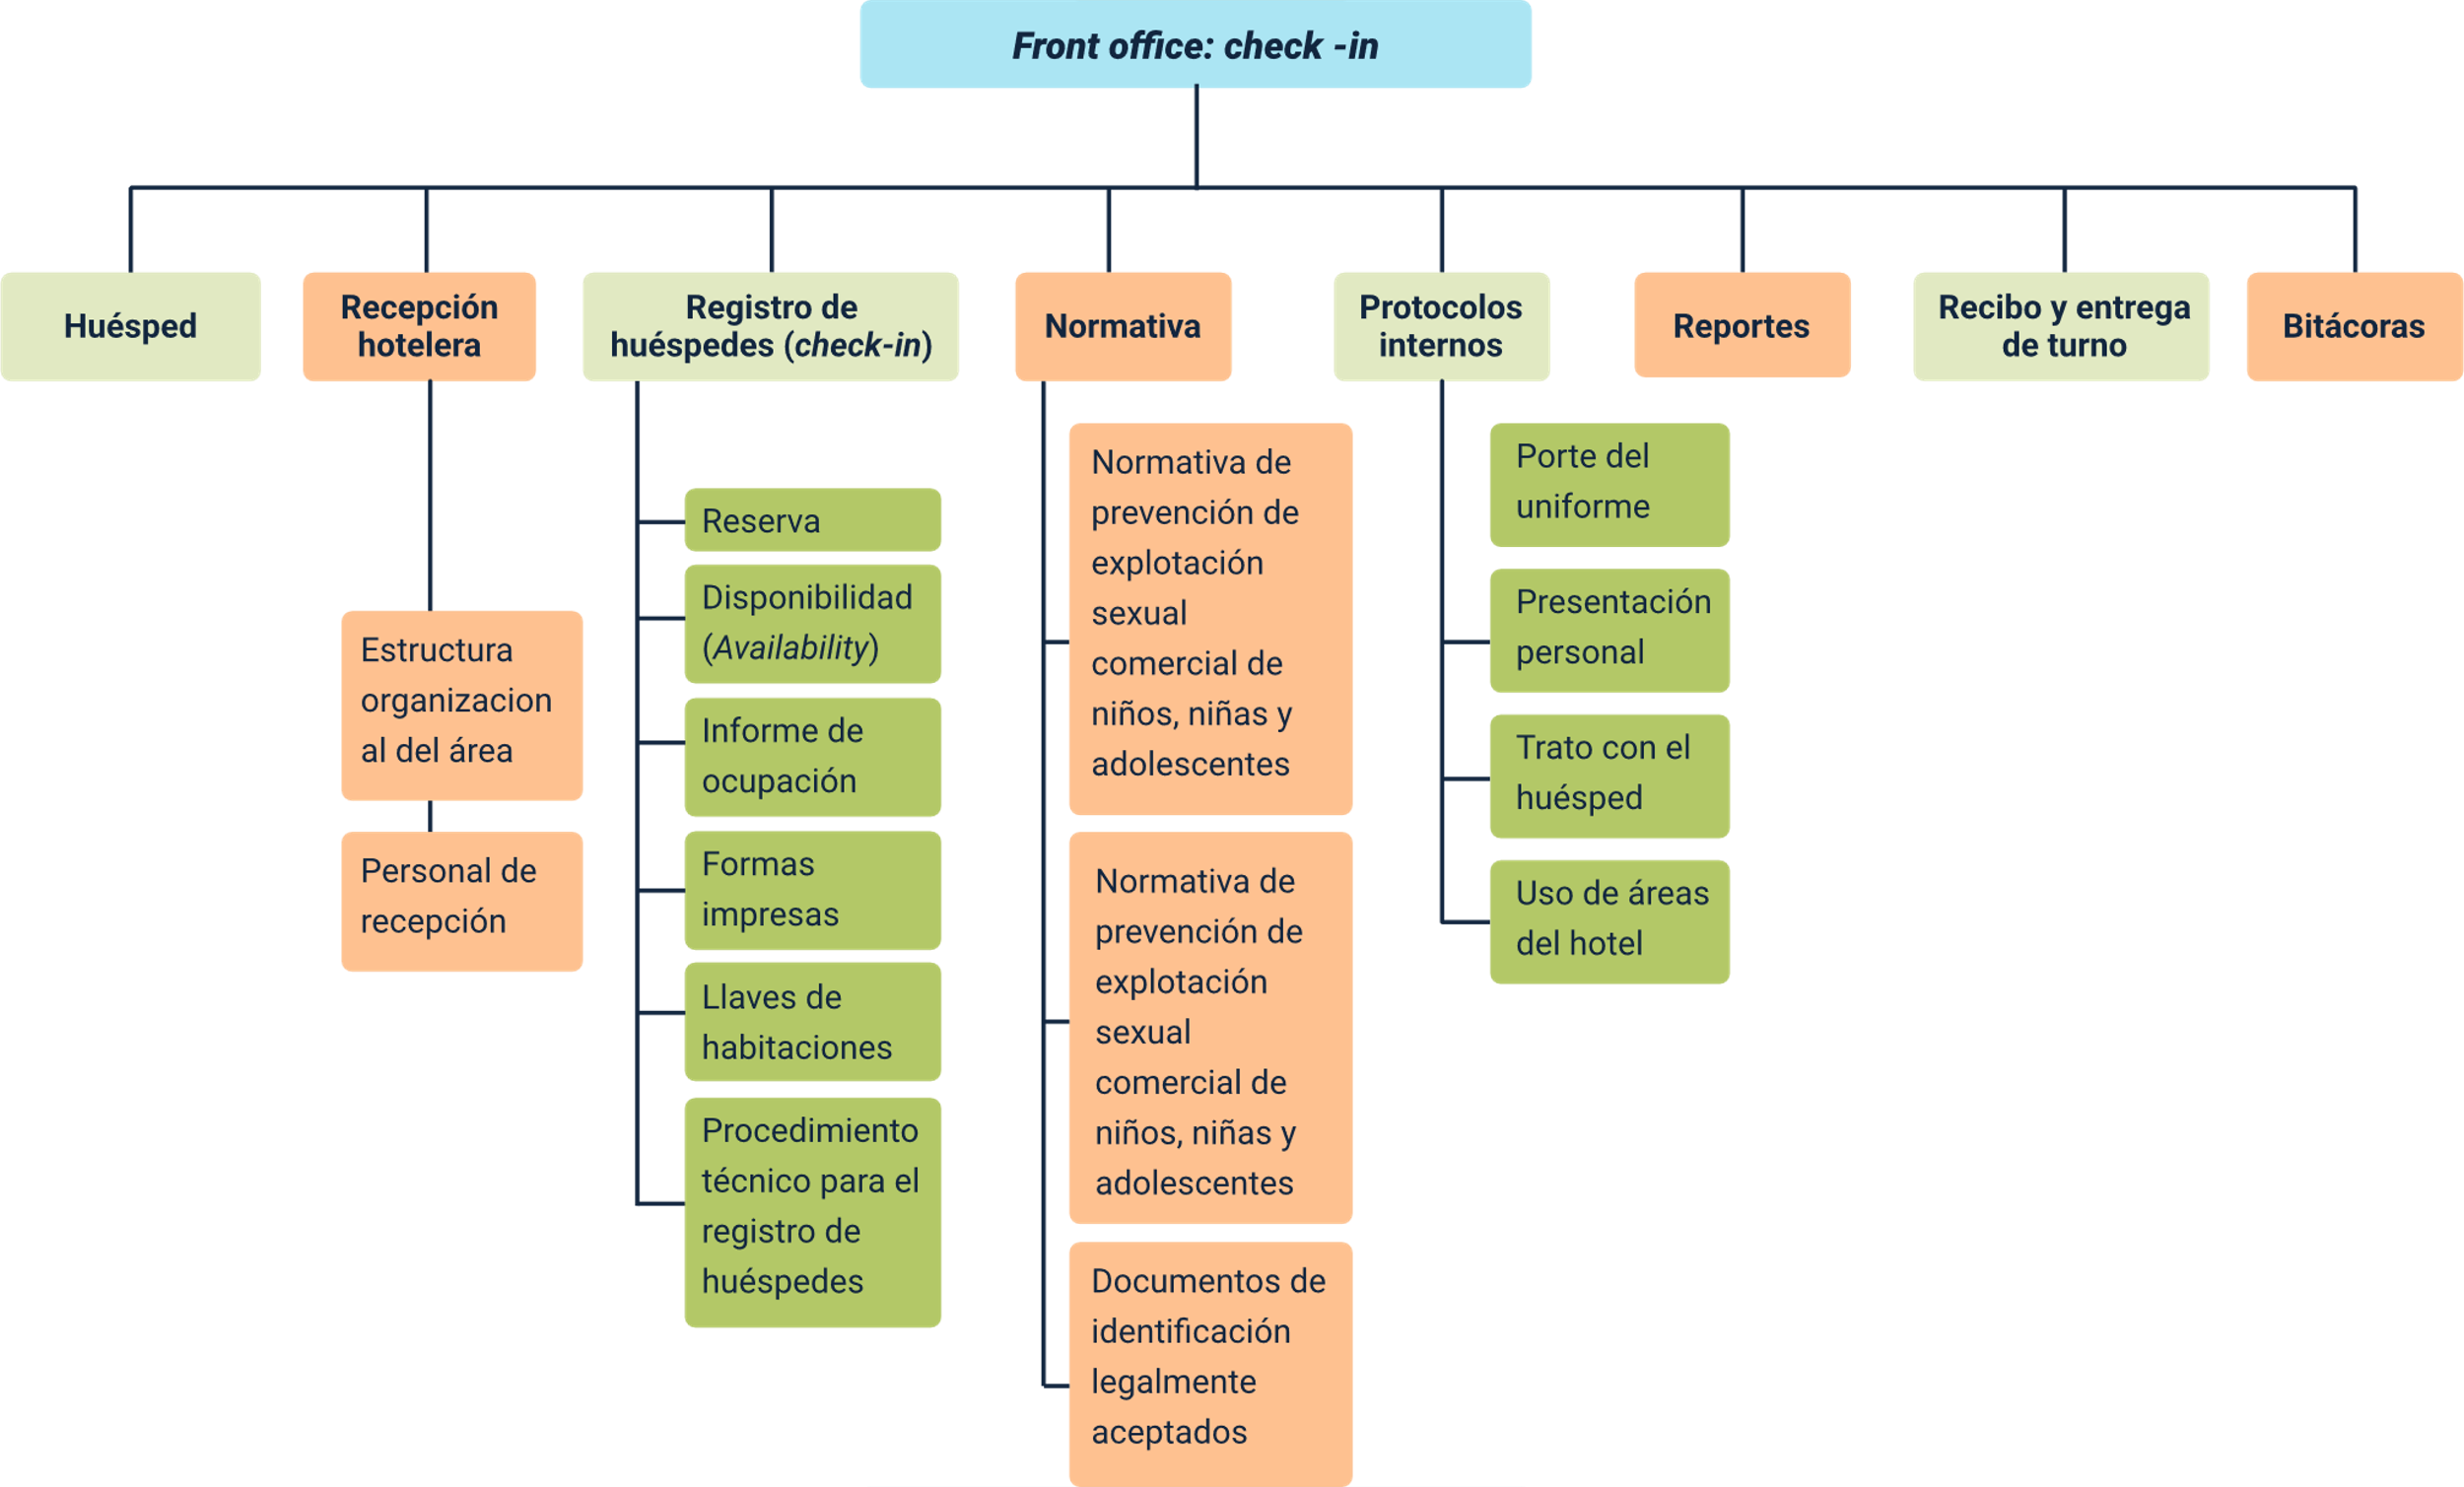 Front office: check -in
Huésped
Recepción
hotelera
Registro de
huéspedes (check-in)
Normativa
Protocolos
internos
Reportes
Recibo y entrega
de turno
Bitácoras
Estructura
organizacion
al del área
Personal de
recepción
Reserva
Disponibilidad
(Availability)
Informe de
ocupación
Formas
impresas
Llaves de
habitaciones
Procedimiento
técnico para el
registro de
huéspedes
Normativa de
prevención de
explotación
sexual
comercial de
niños, niñas y
adolescentes
Normativa de
prevención de
explotación
sexual
comercial de
niños, niñas y
adolescentes
Documentos de
identificación
legalmente
aceptados
Porte del
uniforme
Presentación
personal
Trato con el
huésped
Uso de áreas
del hotel